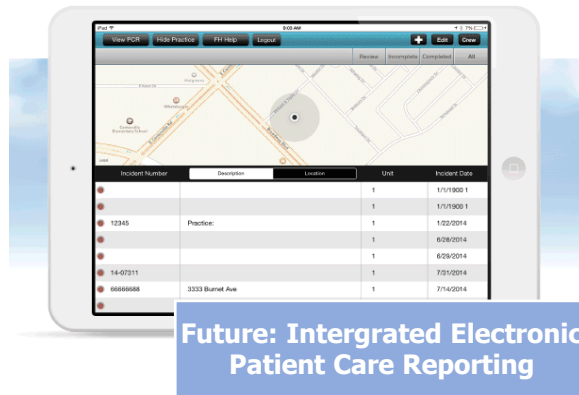 iPad 9:03 AM 7%
View PCR Hide Practice FH Help Logout Edit Crew
Review Incomplete Completed All
Incident Number Description Location Unit Incident Date
1 1/1/1900 1
1 1/1/1900 1
12345 Practice: 1 1/22/2014
1 6/28/2014
1 6/29/2014
14-07311 1 7/31/2014
66666688 3333 Burnet Ave 1 7/14/2014
Future: Intergrated Electronic
Patient Care Reporting